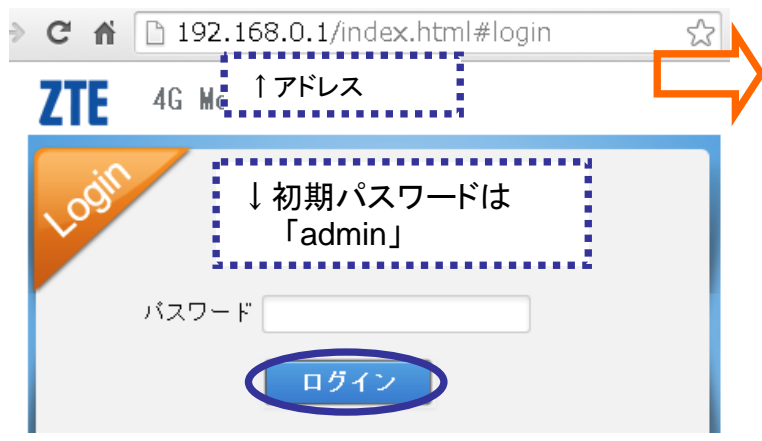 192.168.0.1/index.html#login
↑アドレス
ZTE 4G
Login
↓初期パスワードは
「admin」
パスワード
ログイン